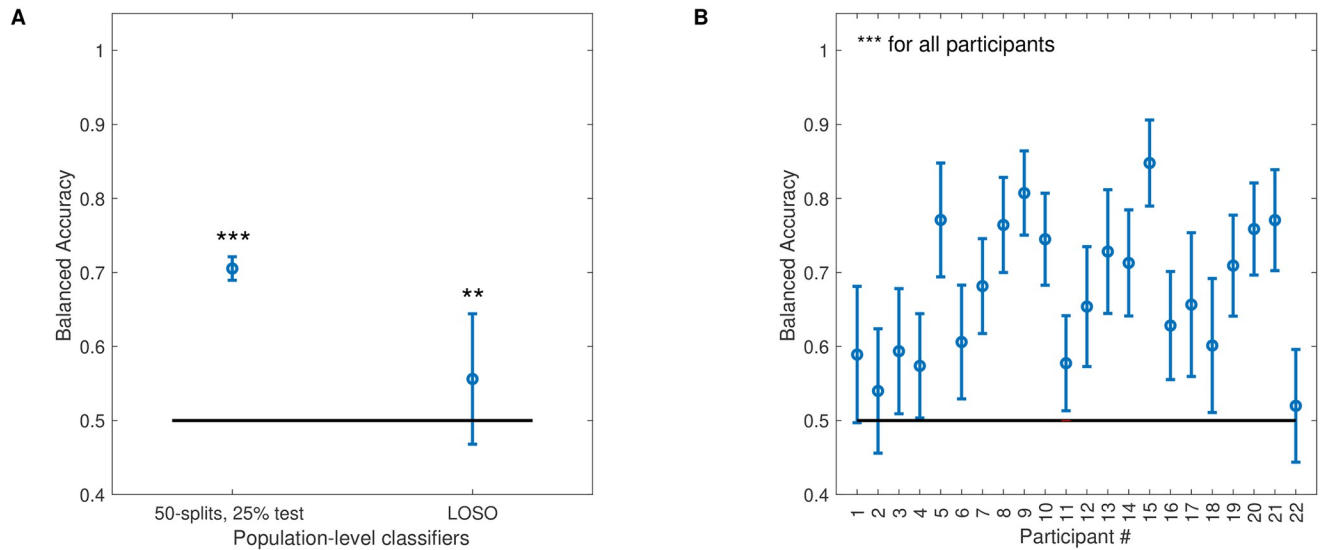 A
1
0.9
0.8
0.7
0.6
0.5
0.4
Balanced Accuracy
***
**
50-splits, 25% test
LOSO
Population-level classifiers
B
*** for all participants
1
0.9
0.8
0.7
0.6
0.5
0.4
Balanced Accuracy
1 2 3 4 5 6 7 8 9 10 11 12 13 14 15 16 17 18 19 20 21 22
Participant #